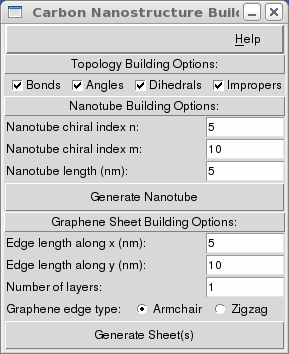 Carbon Nanostructure Buil
Help
Topology Building Options:
Bonds Angles Dihedrals Impropers
Nanotube Building Options:
Nanotube chiral index n: 5
Nanotube chiral index m: 10
Nanotube length (nm): 5
Generate Nanotube
Graphene Sheet Building Options:
Edge length along x (nm): 5
Edge length along y (nm): 10
Number of layers: 1
Graphene edge type: Armchair Zigzag
Generate Sheet(s)